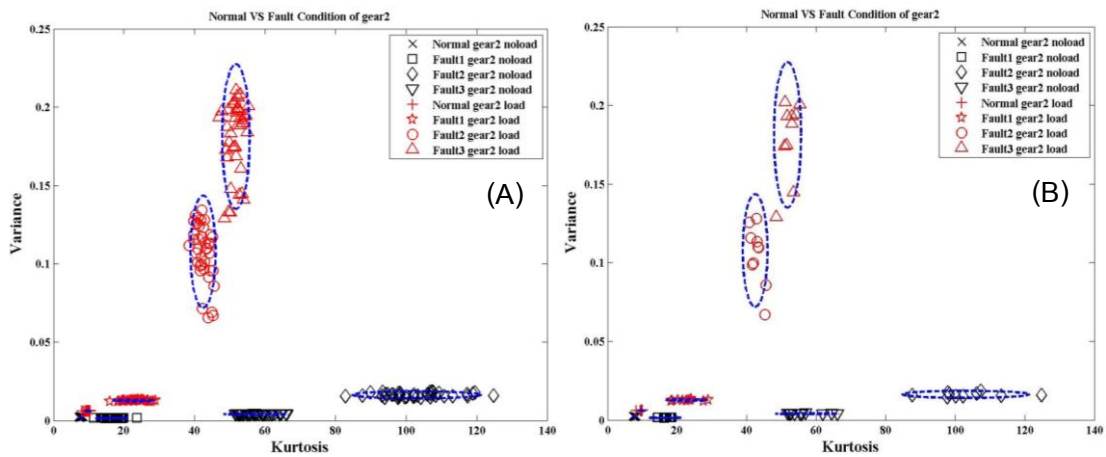 Normal VS Fault Condition of gear2
0.25
0.2
0.15
0.1
0.05
0
Variance
0 20 40 60 80 100 120 140
Kurtosis
Normal gear2 noload
Fault1 gear2 noload
Fault2 gear2 noload
Fault3 gear2 noload
Normal gear2 load
Fault1 gear2 load
Fault2 gear2 load
Fault3 gear2 load
(A)
Normal VS Fault Condition of gear2
0.25
0.2
0.15
0.1
0.05
0
Variance
0 20 40 60 80 100 120 140
Kurtosis
Normal gear2 noload
Fault1 gear2 noload
Fault2 gear2 noload
Fault3 gear2 noload
Normal gear2 load
Fault1 gear2 load
Fault2 gear2 load
Fault3 gear2 load
(B)